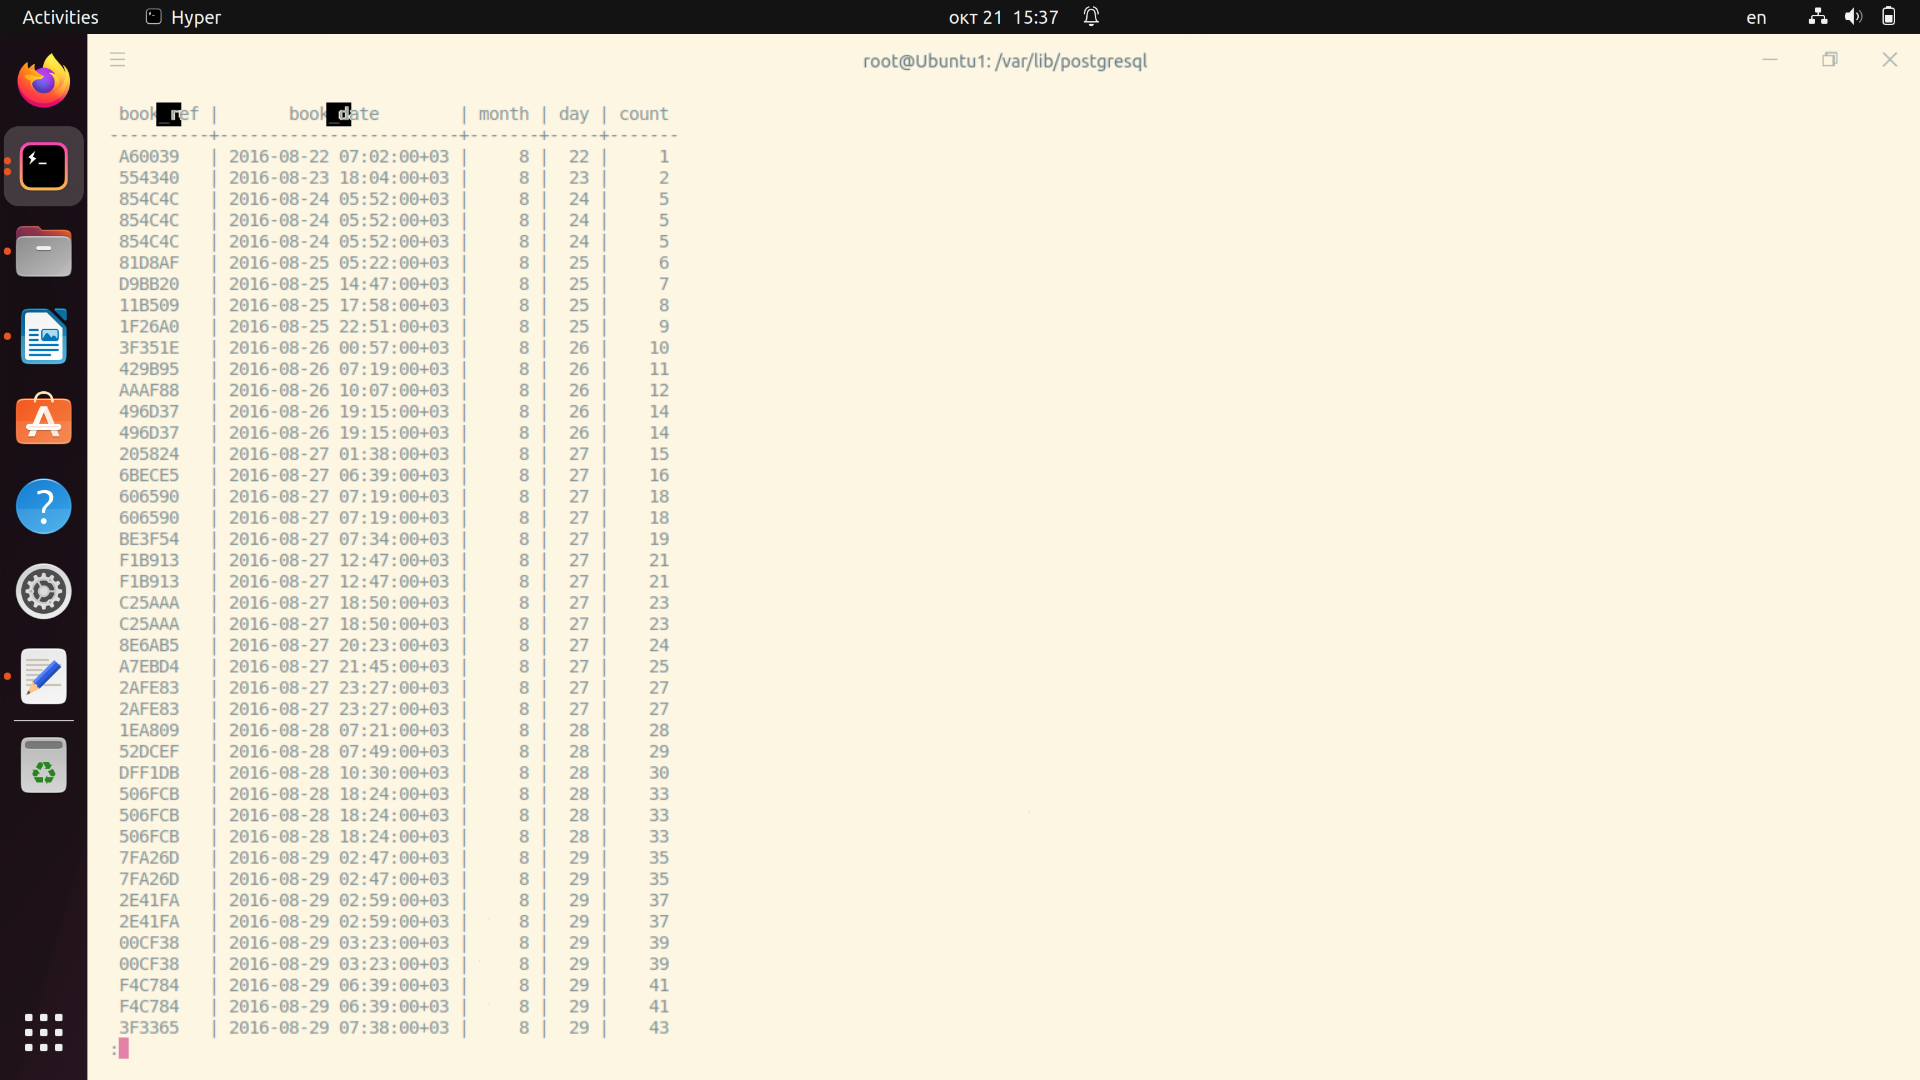 Activities Hyper окт 21 15:37 en
root@Ubuntu1: /var/lib/postgresql
book_ref | book_date | month | day | count
----------+------------------------+-------+-----+-------
A60039 | 2016-08-22 07:02:00+03 | 8 | 22 | 1
554340 | 2016-08-23 18:04:00+03 | 8 | 23 | 2
854C4C | 2016-08-24 05:52:00+03 | 8 | 24 | 5
854C4C | 2016-08-24 05:52:00+03 | 8 | 24 | 5
854C4C | 2016-08-24 05:52:00+03 | 8 | 24 | 5
81D8AF | 2016-08-25 05:22:00+03 | 8 | 25 | 6
D9BB20 | 2016-08-25 14:47:00+03 | 8 | 25 | 7
11B509 | 2016-08-25 17:58:00+03 | 8 | 25 | 8
1F26A0 | 2016-08-25 22:51:00+03 | 8 | 25 | 9
3F351E | 2016-08-26 00:57:00+03 | 8 | 26 | 10
429B95 | 2016-08-26 07:19:00+03 | 8 | 26 | 11
AAAF88 | 2016-08-26 10:07:00+03 | 8 | 26 | 12
496D37 | 2016-08-26 19:15:00+03 | 8 | 26 | 14
496D37 | 2016-08-26 19:15:00+03 | 8 | 26 | 14
205824 | 2016-08-27 01:38:00+03 | 8 | 27 | 15
6BECE5 | 2016-08-27 06:39:00+03 | 8 | 27 | 16
606590 | 2016-08-27 07:19:00+03 | 8 | 27 | 18
606590 | 2016-08-27 07:19:00+03 | 8 | 27 | 18
BE3F54 | 2016-08-27 07:34:00+03 | 8 | 27 | 19
F1B913 | 2016-08-27 12:47:00+03 | 8 | 27 | 21
F1B913 | 2016-08-27 12:47:00+03 | 8 | 27 | 21
C25AAA | 2016-08-27 18:50:00+03 | 8 | 27 | 23
C25AAA | 2016-08-27 18:50:00+03 | 8 | 27 | 23
8E6AB5 | 2016-08-27 20:23:00+03 | 8 | 27 | 24
A7EBD4 | 2016-08-27 21:45:00+03 | 8 | 27 | 25
2AFE83 | 2016-08-27 23:27:00+03 | 8 | 27 | 27
2AFE83 | 2016-08-27 23:27:00+03 | 8 | 27 | 27
1EA809 | 2016-08-28 07:21:00+03 | 8 | 28 | 28
52DCEF | 2016-08-28 07:49:00+03 | 8 | 28 | 29
DFF1DB | 2016-08-28 10:30:00+03 | 8 | 28 | 30
506FCB | 2016-08-28 18:24:00+03 | 8 | 28 | 33
506FCB | 2016-08-28 18:24:00+03 | 8 | 28 | 33
506FCB | 2016-08-28 18:24:00+03 | 8 | 28 | 33
7FA26D | 2016-08-29 02:47:00+03 | 8 | 29 | 35
7FA26D | 2016-08-29 02:47:00+03 | 8 | 29 | 35
2E41FA | 2016-08-29 02:59:00+03 | 8 | 29 | 37
2E41FA | 2016-08-29 02:59:00+03 | 8 | 29 | 37
00CF38 | 2016-08-29 03:23:00+03 | 8 | 29 | 39
00CF38 | 2016-08-29 03:23:00+03 | 8 | 29 | 39
F4C784 | 2016-08-29 06:39:00+03 | 8 | 29 | 41
F4C784 | 2016-08-29 06:39:00+03 | 8 | 29 | 41
3F3365 | 2016-08-29 07:38:00+03 | 8 | 29 | 43
: